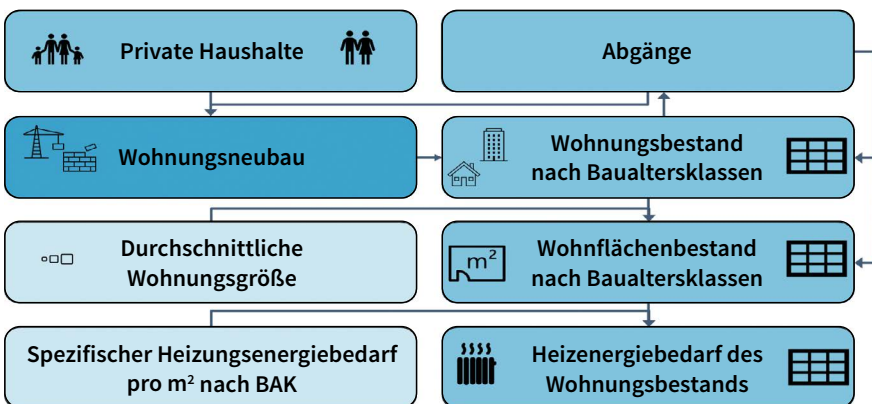 Private Haushalte
Abgänge
Wohnungsneubau
Wohnungsbestand
nach Baualtersklassen
Durchschnittliche
Wohnungsgröße
m²
Wohnflächenbestand
nach Baualtersklassen
Spezifischer Heizungsenergiebedarf
pro m² nach BAK
Heizenergiebedarf des
Wohnungsbestands